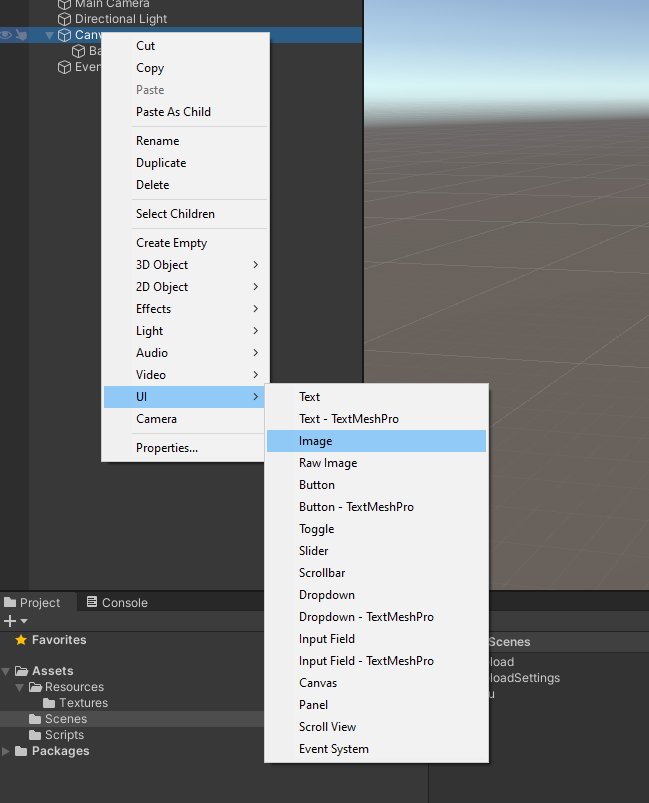 Main Camera
Directional Light
Canv
Ba
Even
Cut
Copy
Paste
Paste As Child
Rename
Duplicate
Delete
Select Children
Create Empty
3D Object
2D Object
Effects
Light
Audio
Video
UI
Camera
Properties...
Text
Text - TextMeshPro
Image
Raw Image
Button
Button - TextMeshPro
Toggle
Slider
Scrollbar
Dropdown
Dropdown - TextMeshPro
Input Field
Input Field - TextMeshPro
Canvas
Panel
Scroll View
Event System
Project Console
Favorites
Assets
Resources
Textures
Scenes
Scripts
Packages
Scenes
load
loadSettings
u